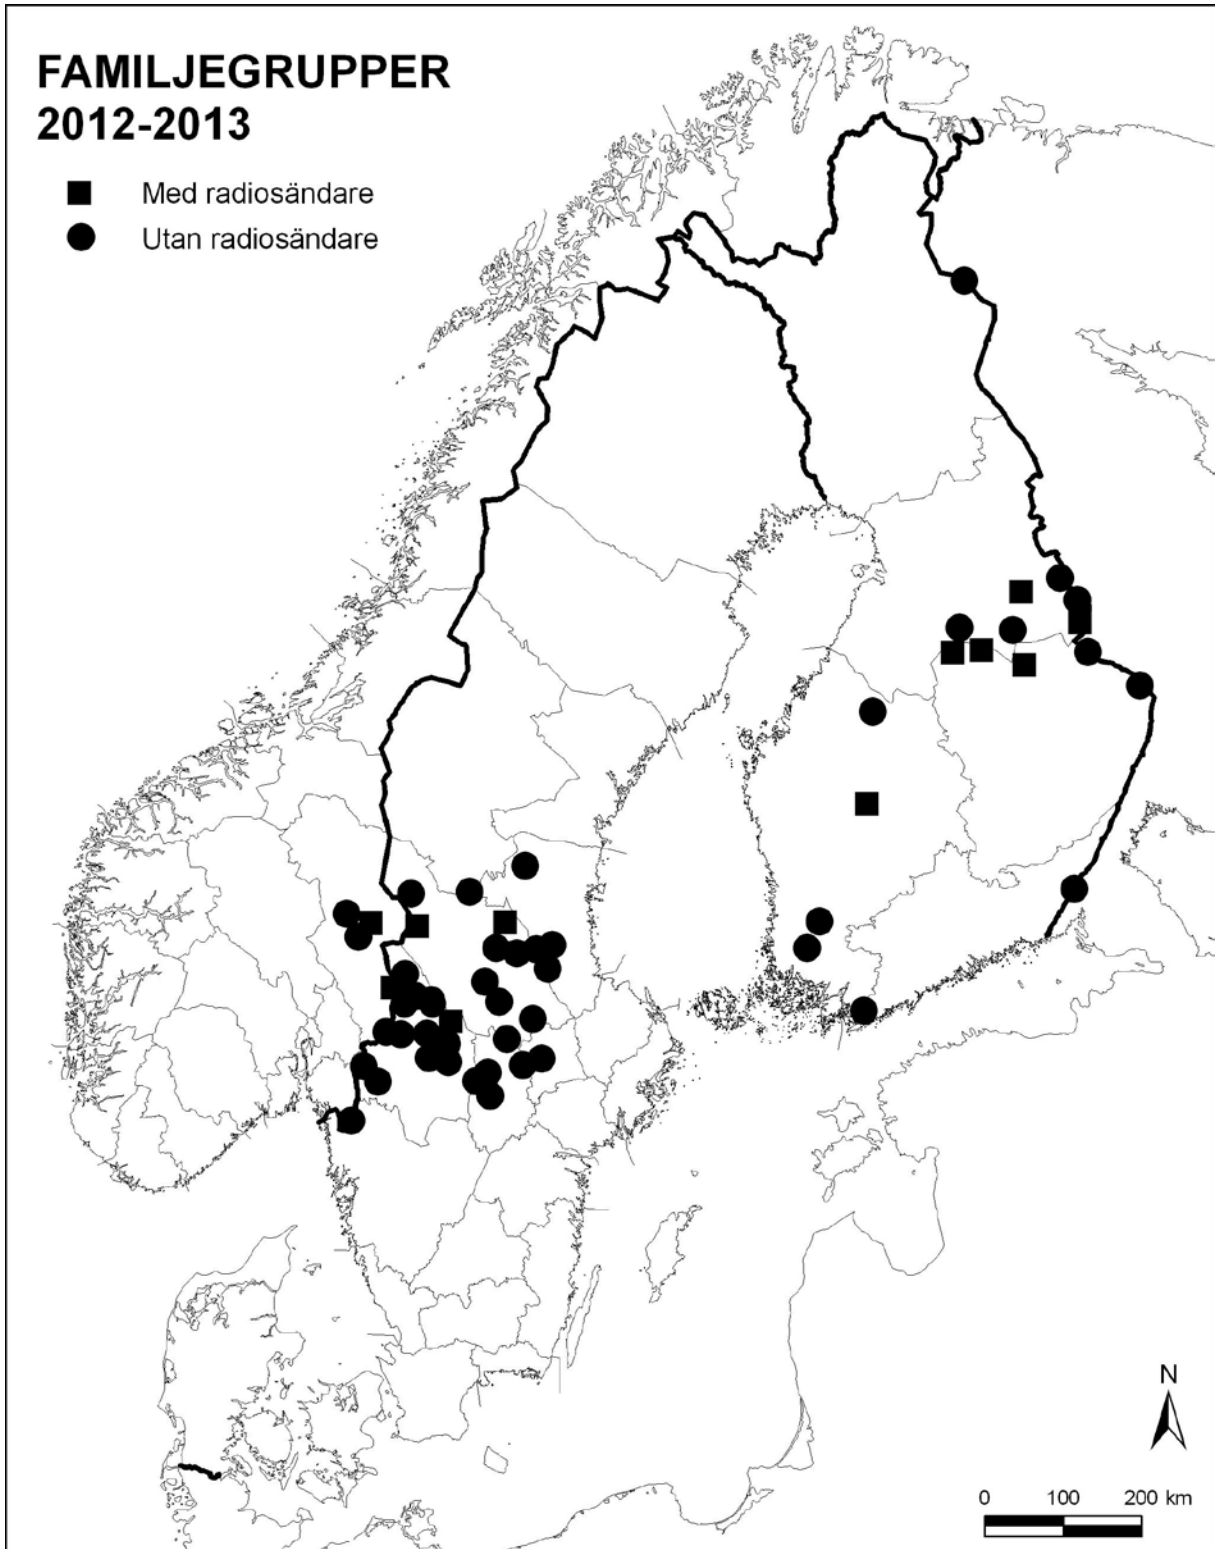 FAMILJEGRUPPER
2012-2013
Med radiosändare
Utan radiosändare
N
0 100 200 km